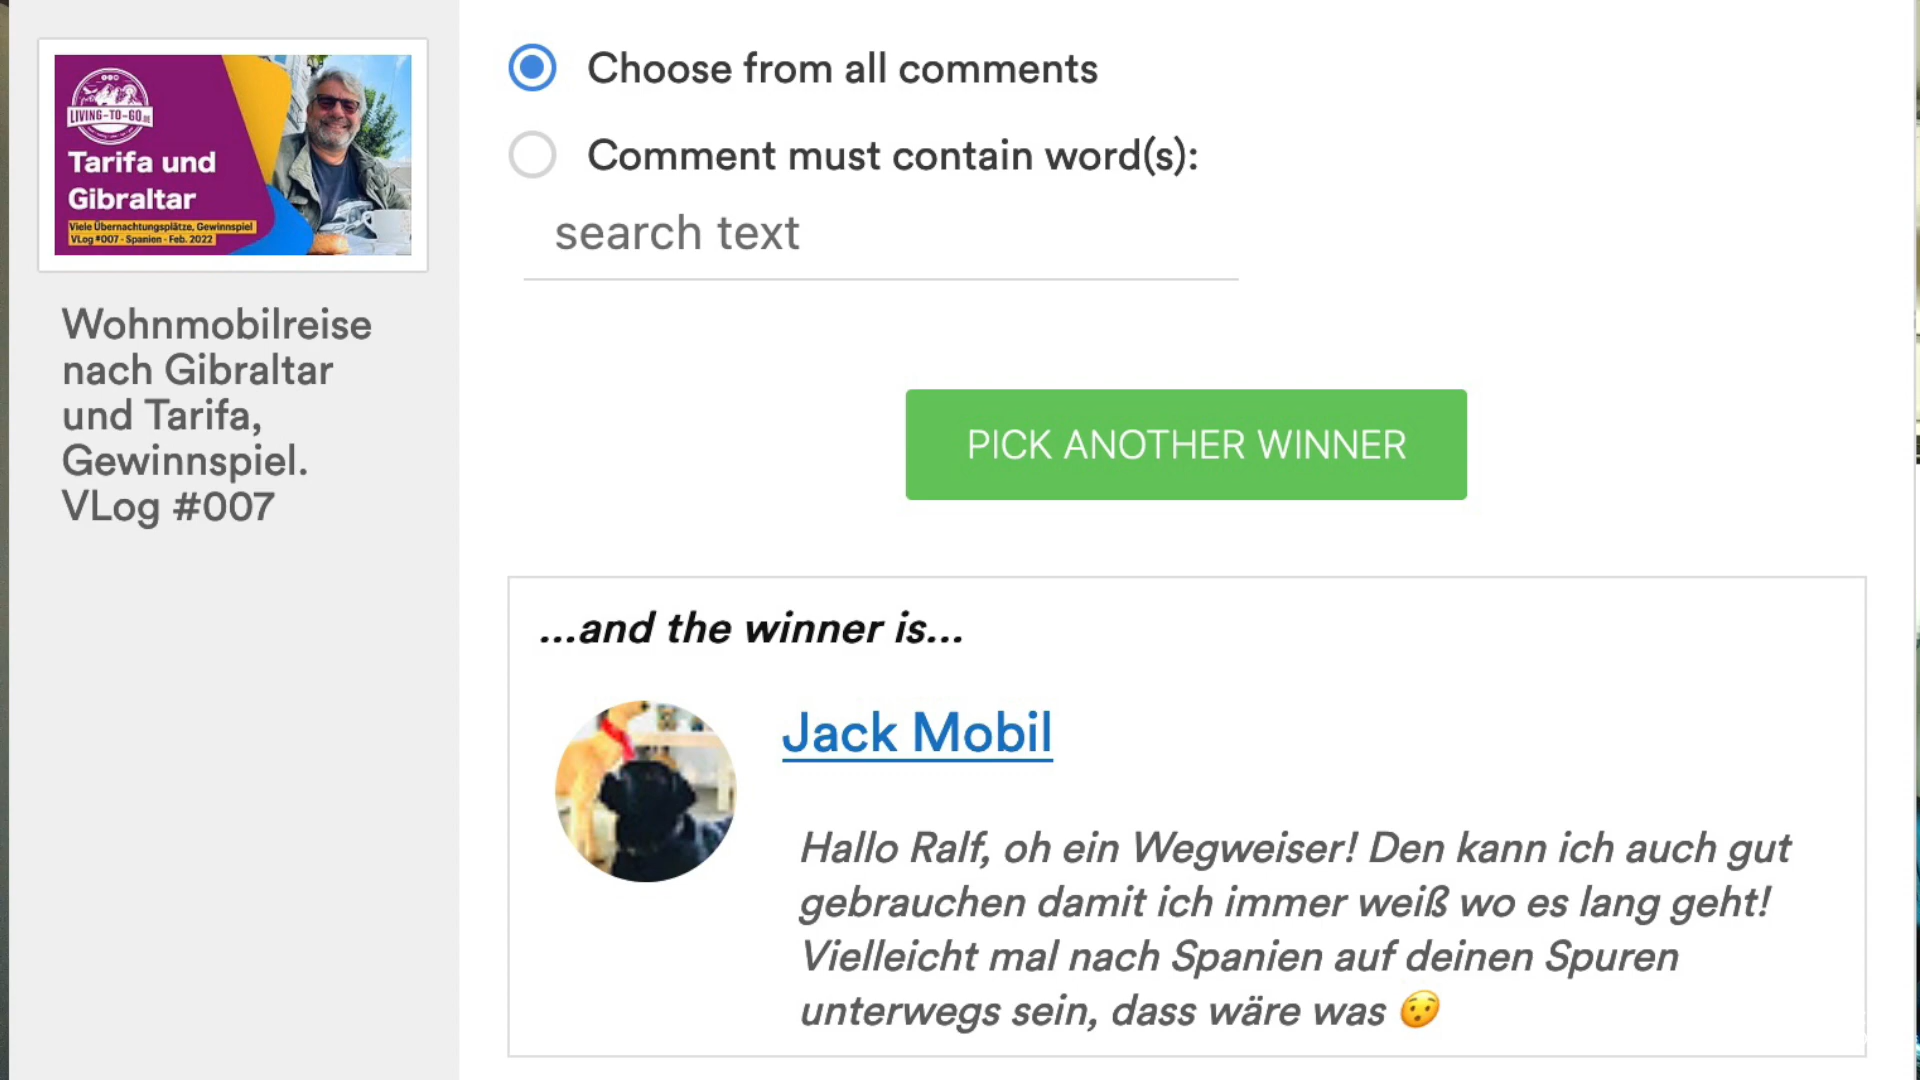 LIVING-TO-GO.DE
Tarifa und
Gibraltar
Viele Übernachtungsplätze, Gewinnspiel
VLog #007 - Spanien - Feb. 2022
Wohnmobilreise
nach Gibraltar
und Tarifa,
Gewinnspiel.
VLog #007
Choose from all comments
Comment must contain word(s):
search text
PICK ANOTHER WINNER
...and the winner is...
Jack Mobil
Hallo Ralf, oh ein Wegweiser! Den kann ich auch gut
gebrauchen damit ich immer weiß wo es lang geht!
Vielleicht mal nach Spanien auf deinen Spuren
unterwegs sein, dass wäre was 😯